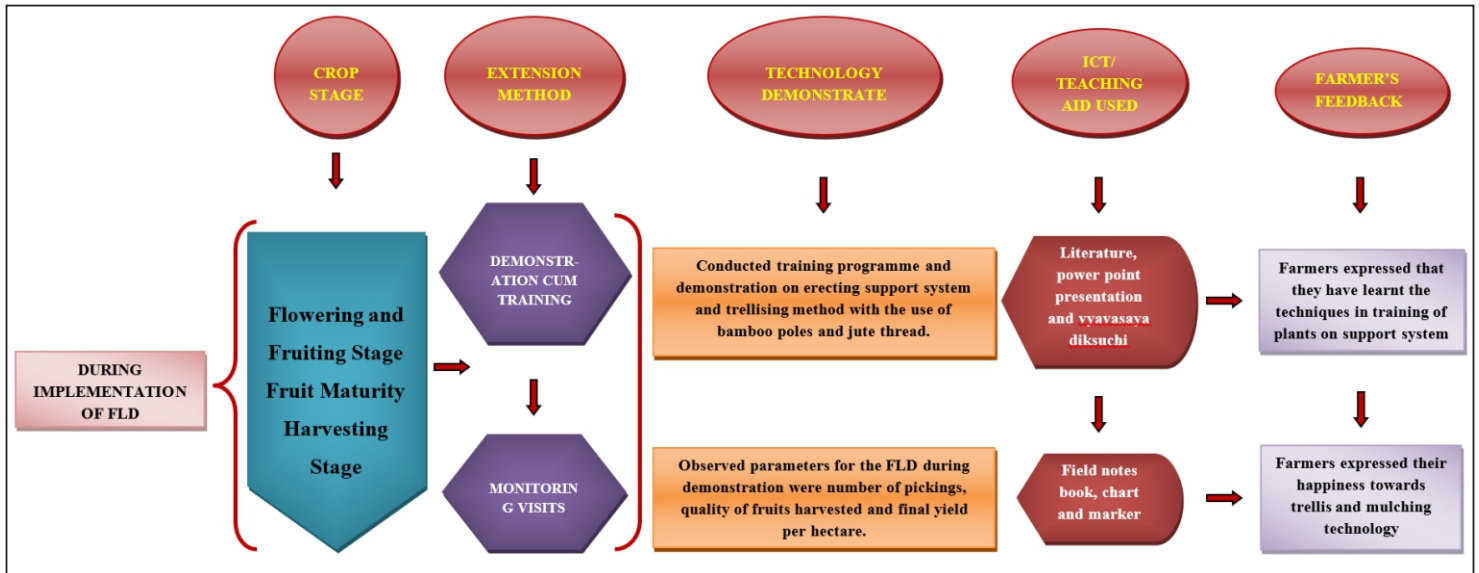 CROP
STAGE
EXTENSION
METHOD
TECHNOLOGY
DEMONSTRATE
ICT/
TEACHING
AID USED
FARMER'S
FEEDBACK
DURING
IMPLEMENTATION
OF FLD
Flowering and
Fruiting Stage
Fruit Maturity
Harvesting
Stage
DEMONSTR-
ATION CUM
TRAINING
Conducted training programme and
demonstration on erecting support system
and trellising method with the use of
bamboo poles and jute thread.
Literature,
power point
presentation
and vyavasaya
diksuchi
Farmers expressed that
they have learnt the
techniques in training of
plants on support system
MONITORIN
G VISITS
Observed parameters for the FLD during
demonstration were number of pickings,
quality of fruits harvested and final yield
per hectare.
Field notes
book, chart
and marker
Farmers expressed their
happiness towards
trellis and mulching
technology